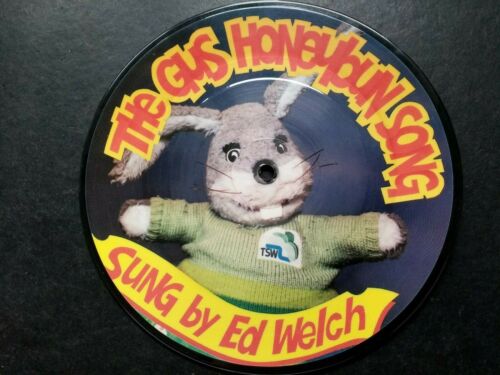 THE GUS HONEYBUN SONG
TSW
SUNG by Ed Welch